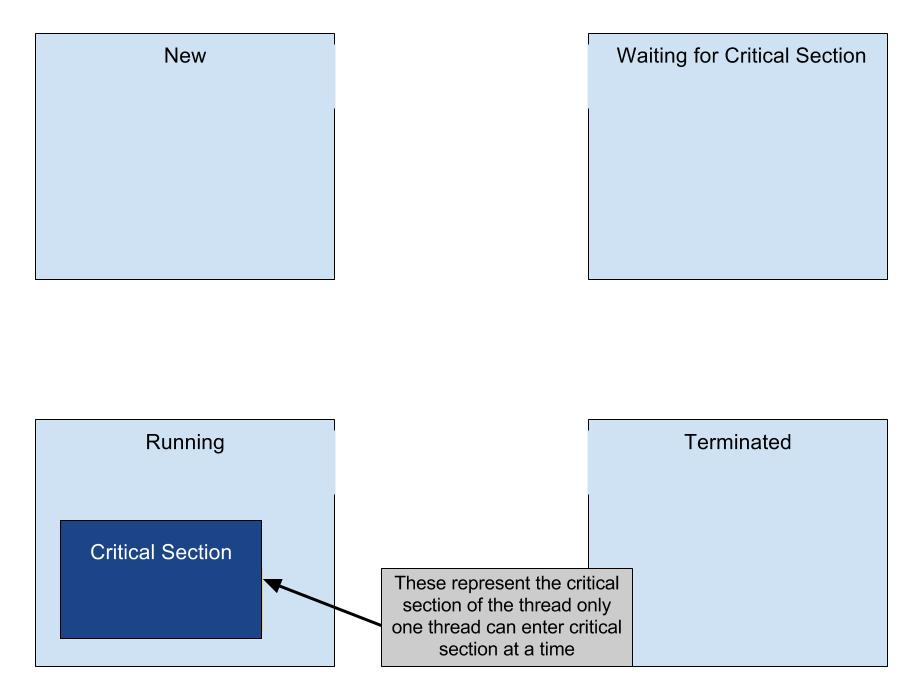 New
Waiting for Critical Section
Running
Terminated
Critical Section
These represent the critical
section of the thread only
one thread can enter critical
section at a time